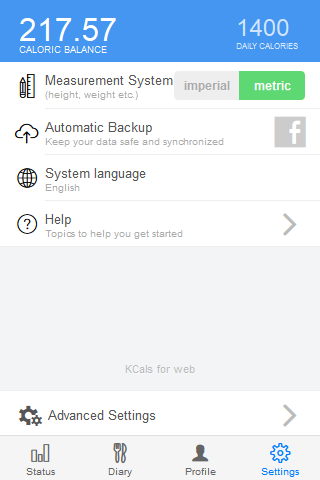 217.57
CALORIC BALANCE
1400
DAILY CALORIES
Measurement System
(height, weight etc.)
imperial
metric
Automatic Backup
Keep your data safe and synchronized
f
System language
English
Help
Topics to help you get started
KCals for web
Advanced Settings
Status
Diary
Profile
Settings